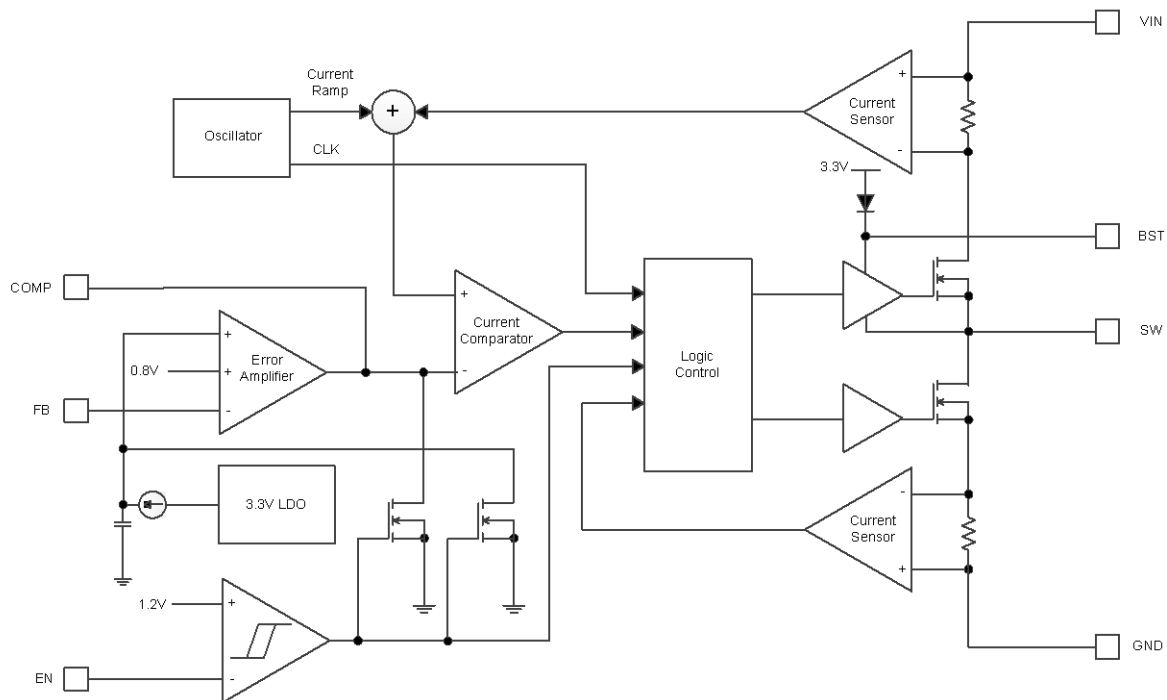 VIN
Current
Ramp
+
+
Current
Sensor
-
Oscillator
CLK
3.3V
BST
COMP
+
Current
Comparator
-
SW
+
0.8V
+
Error
Amplifier
-
FB
Logic
Control
3.3V LDO
-
Current
Sensor
+
1.2V
+
-
EN
GND